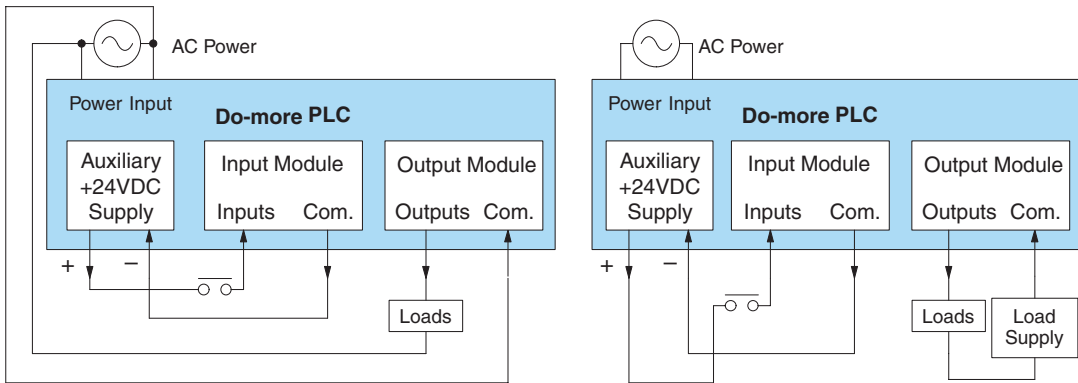 AC Power
Power Input
Do-more PLC
Auxiliary
+24VDC
Supply
Input Module
Inputs Com.
Output Module
Outputs Com.
+
−
Loads
AC Power
Power Input
Do-more PLC
Auxiliary
+24VDC
Supply
Input Module
Inputs Com.
Output Module
Outputs Com.
+
−
Loads
Load
Supply